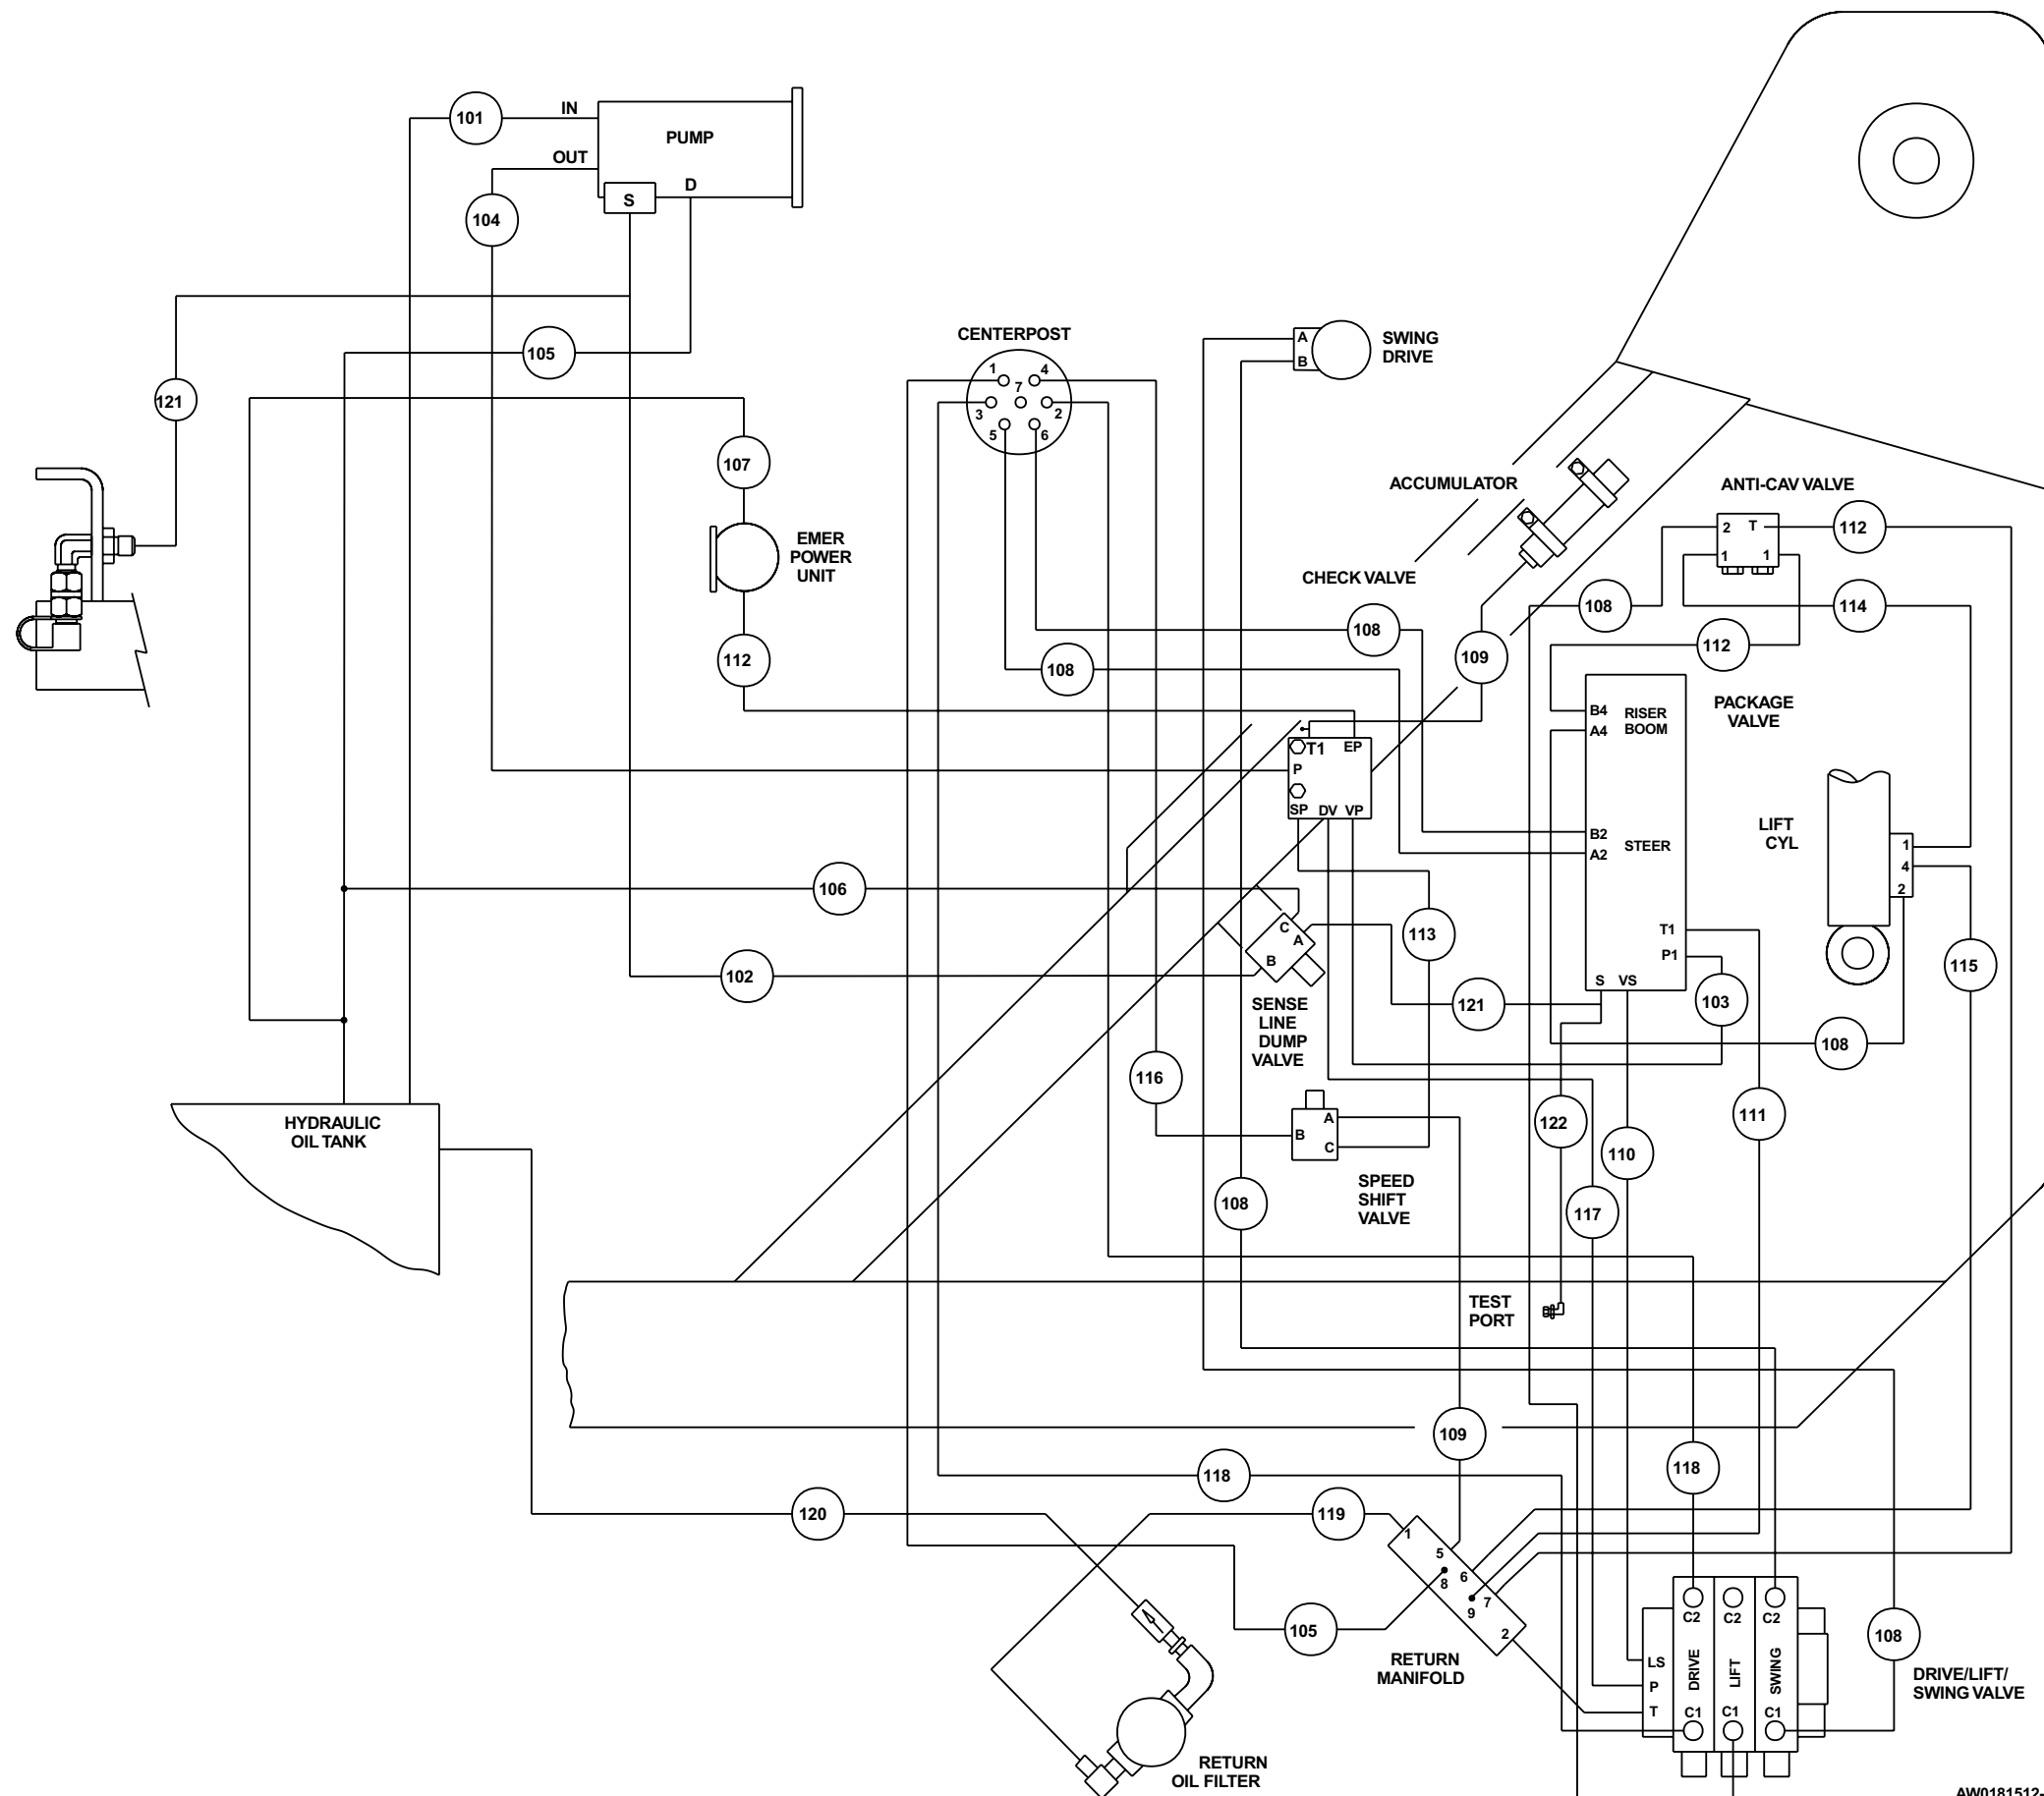 101
IN
PUMP
OUT
D
S
104
105
121
CENTERPOST
1
4
7
3
2
5
6
A
B
SWING
DRIVE
107
EMER
POWER
UNIT
112
ACCUMULATOR
CHECK VALVE
ANTI-CAV VALVE
2
T
1
1
112
108
114
112
108
108
109
PACKAGE
VALVE
B4
A4
RISER
BOOM
T1
EP
P
SP
DV
VP
B2
A2
STEER
LIFT
CYL
1
4
2
106
C
A
B
113
T1
P1
S
VS
102
121
103
115
SENSE
LINE
DUMP
VALVE
108
116
122
110
111
HYDRAULIC
OIL TANK
A
B
C
SPEED
SHIFT
VALVE
108
117
TEST
PORT
109
118
118
120
119
1
5
6
8
7
9
2
105
RETURN
MANIFOLD
C2
C2
C2
LS
P
T
DRIVE
LIFT
SWING
C1
C1
C1
108
DRIVE/LIFT/
SWING VALVE
RETURN
OIL FILTER
AW0181512-